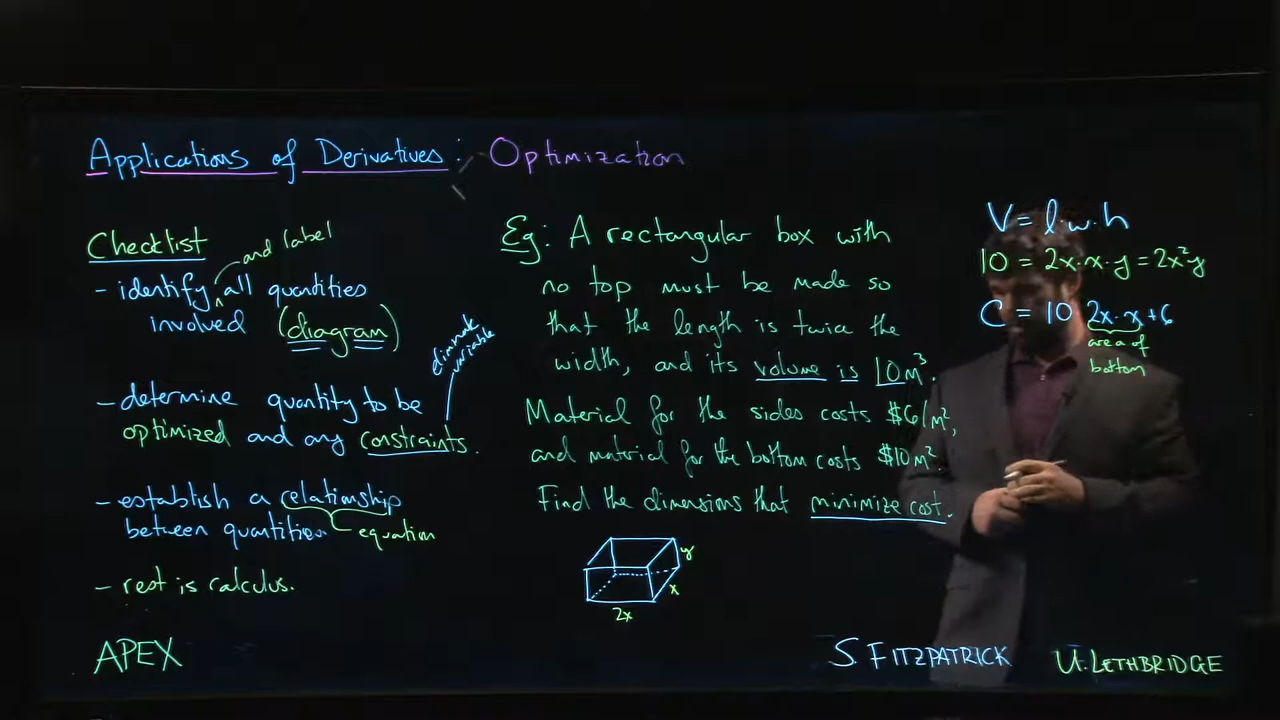 Applications of Derivatives: Optimization
Checklist
and label
- identify all quantities
involved (diagram)
eliminate
variable
- determine quantity to be
optimized and any constraints.
- establish a relationship
between quantities
equation
- rest is calculus.
APEX
Eg: A rectangular box with
no top must be made so
that the length is twice the
width, and its volume is 10m³.
Material for the sides costs $6/m²,
and material for the bottom costs $10m².
Find the dimensions that minimize cost.
y
x
2x
V = l·w·h
10 = 2x·x·y = 2x²y
C = 10 2x·x + 6
area of
bottom
S. FITZPATRICK
U. LETHBRIDGE